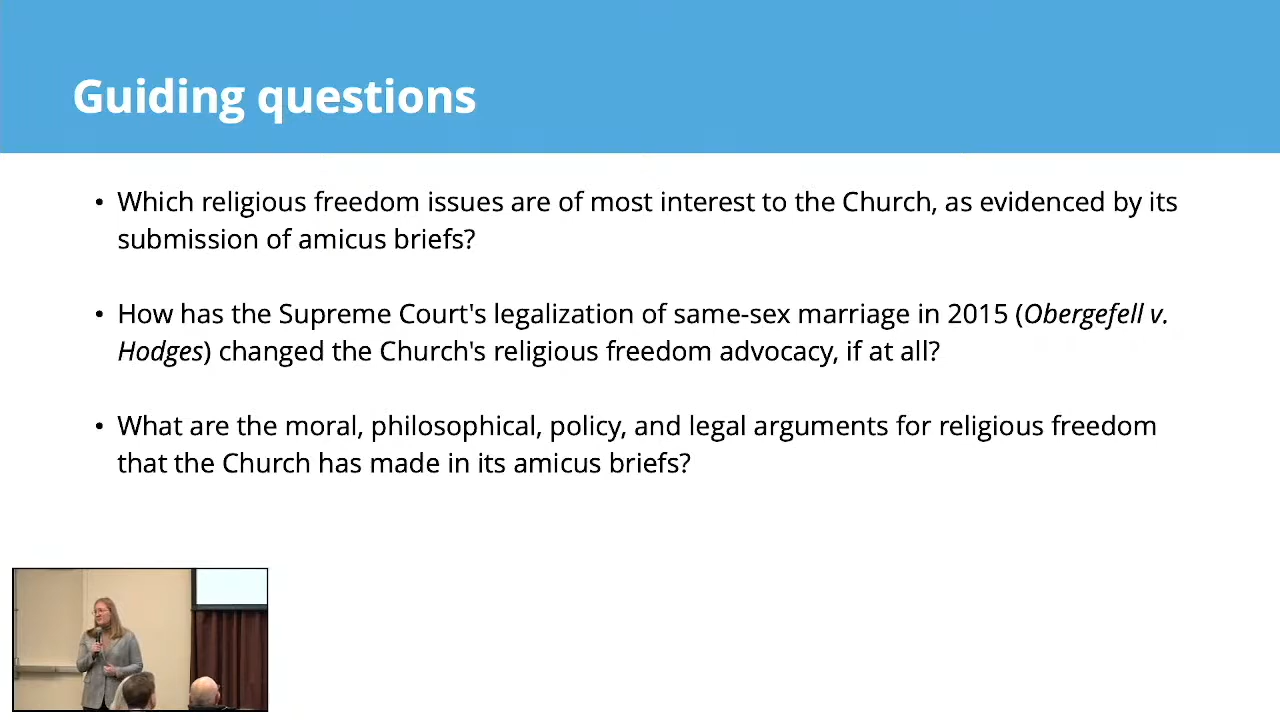 Guiding questions
• Which religious freedom issues are of most interest to the Church, as evidenced by its
submission of amicus briefs?
• How has the Supreme Court's legalization of same-sex marriage in 2015 (Obergefell v.
Hodges) changed the Church's religious freedom advocacy, if at all?
• What are the moral, philosophical, policy, and legal arguments for religious freedom
that the Church has made in its amicus briefs?